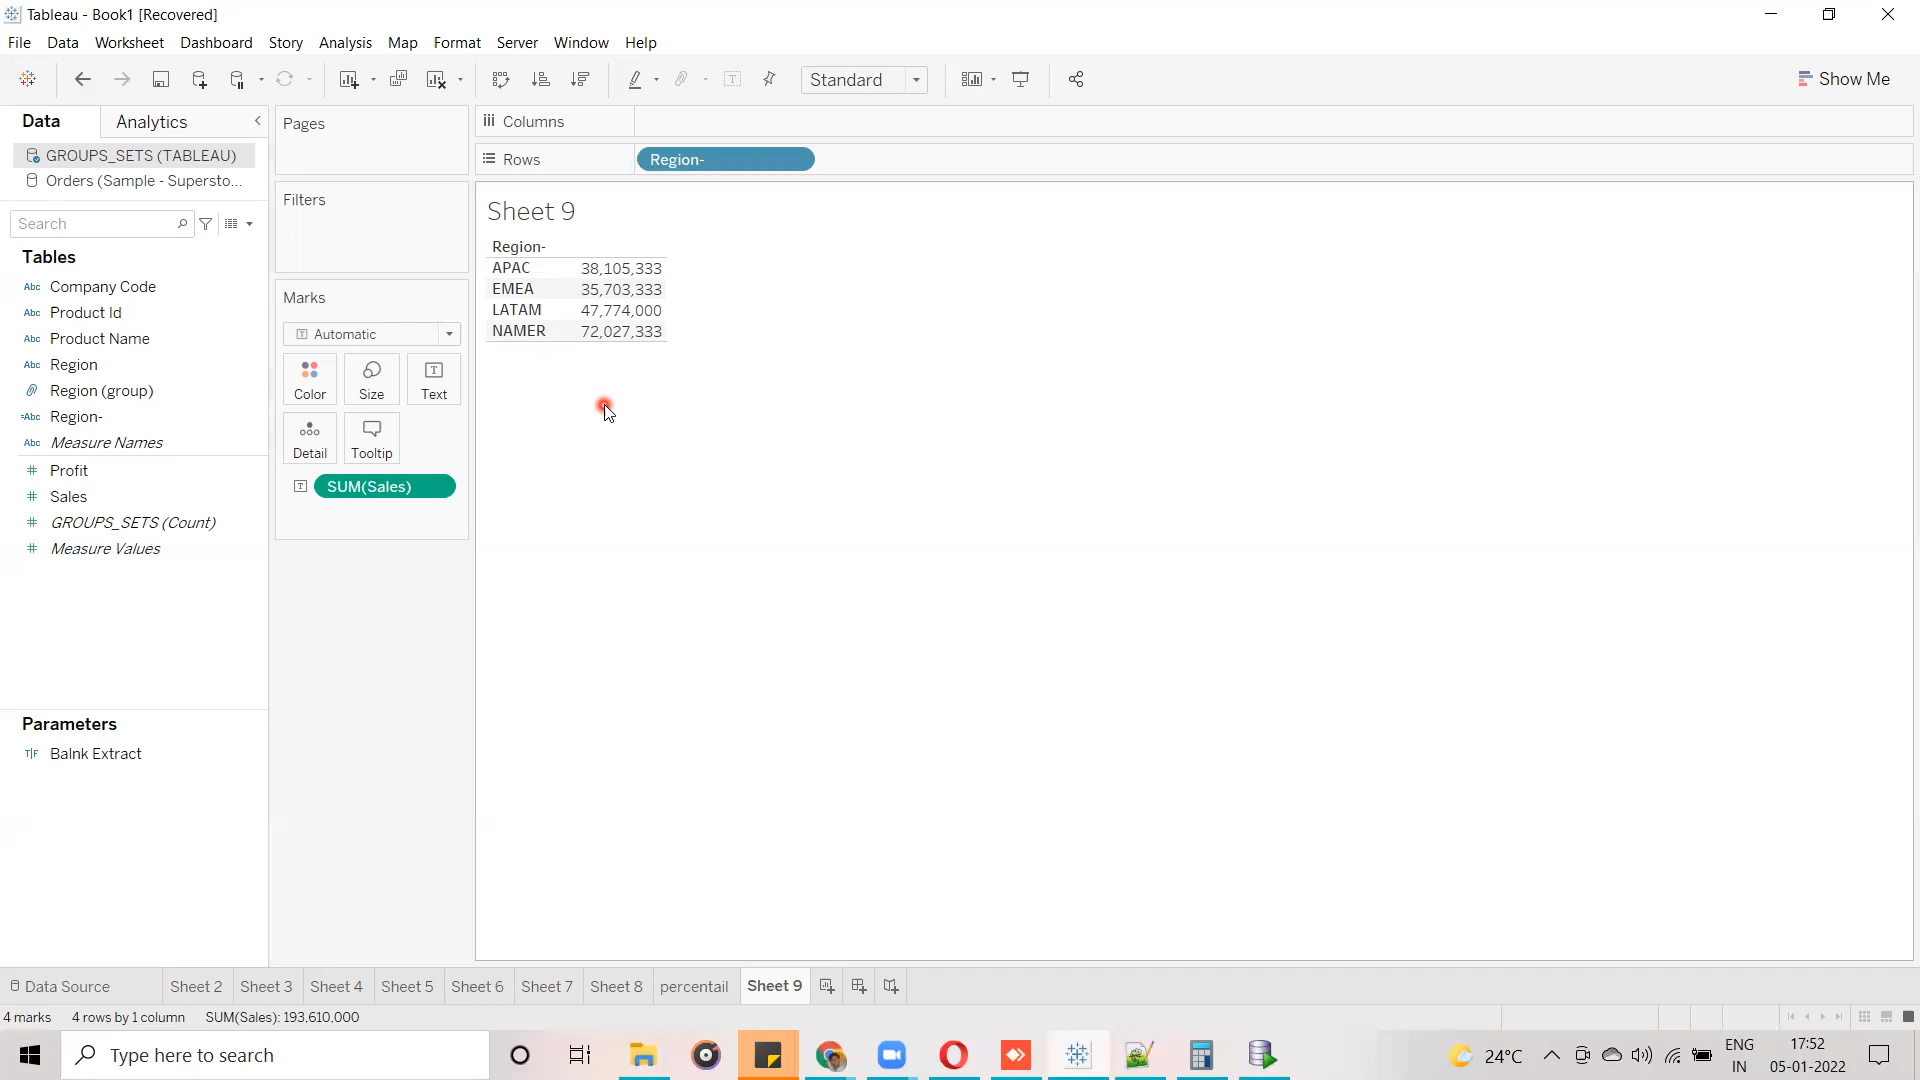 Tableau - Book1 [Recovered]
File Data Worksheet Dashboard Story Analysis Map Format Server Window Help
Standard
Show Me
Data Analytics
GROUPS_SETS (TABLEAU)
Orders (Sample - Supersto...
Search
Tables
Abc Company Code
Abc Product Id
Abc Product Name
Abc Region
Region (group)
=Abc Region-
Abc Measure Names
# Profit
# Sales
# GROUPS_SETS (Count)
# Measure Values
Parameters
T|F Balnk Extract
Pages
Filters
Marks
Automatic
Color Size Text
Detail Tooltip
SUM(Sales)
Columns
Rows Region-
Sheet 9
Region-
APAC 38,105,333
EMEA 35,703,333
LATAM 47,774,000
NAMER 72,027,333
Data Source Sheet 2 Sheet 3 Sheet 4 Sheet 5 Sheet 6 Sheet 7 Sheet 8 percentail Sheet 9
4 marks 4 rows by 1 column SUM(Sales): 193,610,000
Type here to search
24°C
ENG
IN
17:52
05-01-2022